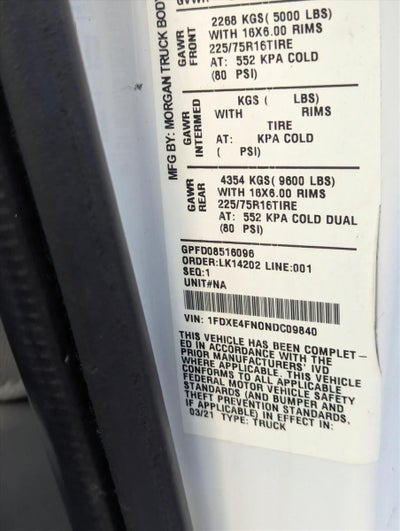 MFG BY: MORGAN TRUCK BODY
GAWR
FRONT
2268 KGS( 5000 LBS)
WITH 16X6.00 RIMS
225/75R16TIRE
AT: 552 KPA COLD
(80 PSI)
GAWR
INTERMED
KGS ( LBS)
WITH RIMS
TIRE
AT: KPA COLD
( PSI)
GAWR
REAR
4354 KGS( 9600 LBS)
WITH 16X6.00 RIMS
225/75R16TIRE
AT: 552 KPA COLD DUAL
(80 PSI)
GPFD08516096
ORDER:LK14202 LINE:001
SEQ:1
UNIT#NA
VIN: 1FDXE4FN0NDC09840
THIS VEHICLE HAS BEEN COMPLET-
ED IN ACCORDANCE WITH THE
PRIOR MANUFACTURERS' IVD
WHERE APPLICABLE. THIS VEHICLE
CONFORMS TO ALL APPLICABLE
FEDERAL MOTOR VEHICLE SAFETY
STANDARDS (AND BUMPER AND
THEFT PREVENTION STANDARDS,
IF APPLICABLE) IN EFFECT IN:
03/21 TYPE: TRUCK